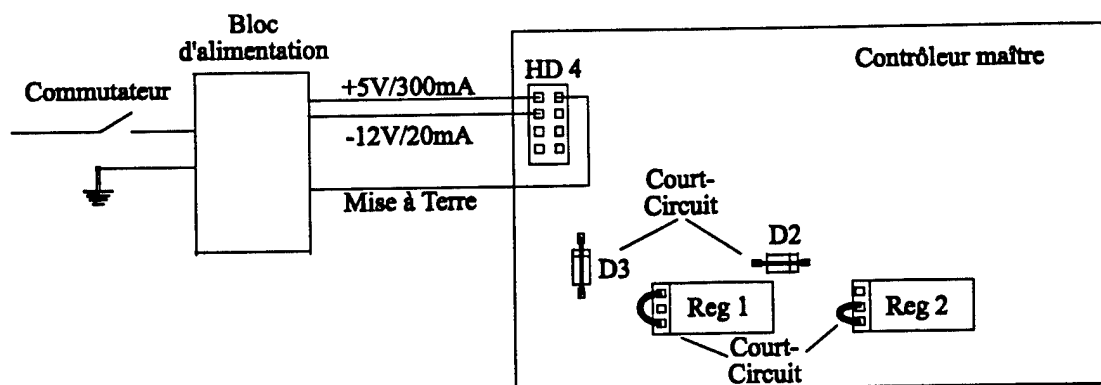 Bloc
d'alimentation
Contrôleur maître
HD 4
Commutateur
+5V/300mA
-12V/20mA
Mise à Terre
Court-
Circuit
D2
D3
Reg 1
Reg 2
Court-
Circuit